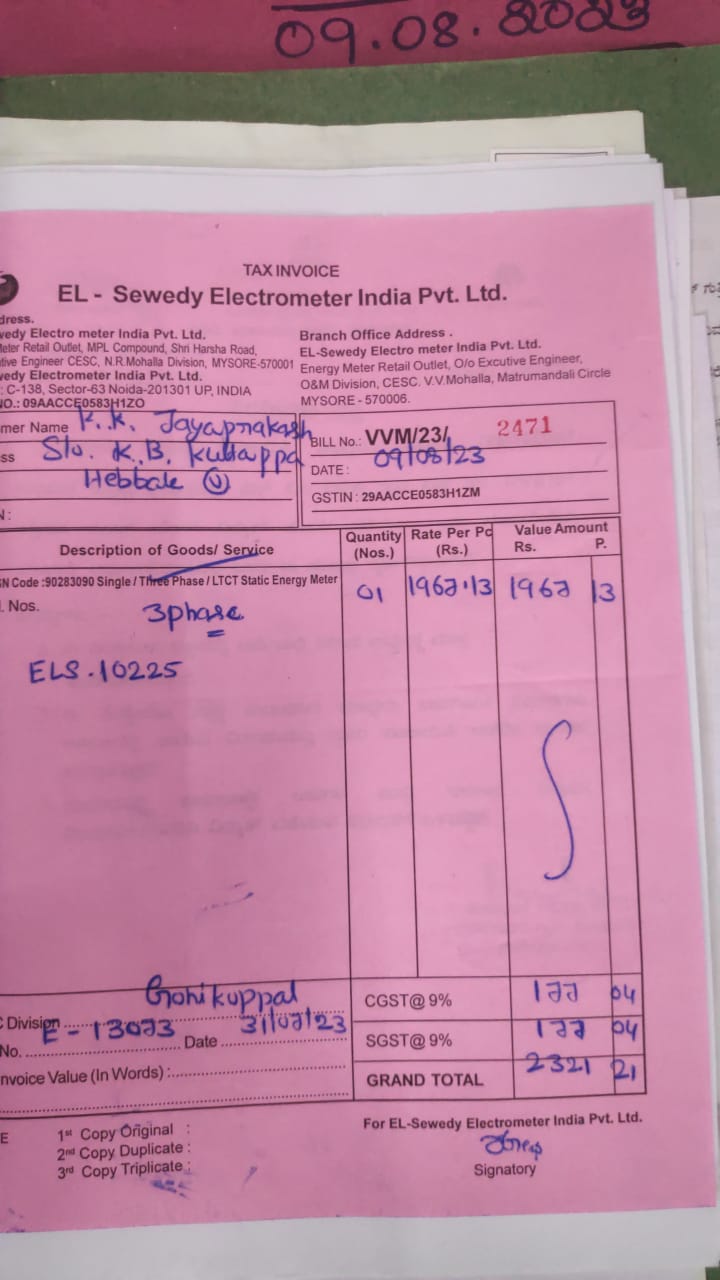 09.08.2023
TAX INVOICE
EL - Sewedy Electrometer India Pvt. Ltd.
dress.
wedy Electro meter India Pvt. Ltd.
Meter Retail Outlet, MPL Compound, Shri Harsha Road,
tive Engineer CESC, N.R.Mohalla Division, MYSORE-570001
wedy Electrometer India Pvt. Ltd.
: C-138, Sector-63 Noida-201301 UP, INDIA
NO.: 09AACCE0583H1ZO
Branch Office Address .
EL-Sewedy Electro meter India Pvt. Ltd.
Energy Meter Retail Outlet, O/o Excutive Engineer,
O&M Division, CESC. V.V.Mohalla, Matrumandali Circle
MYSORE - 570006.
mer Name K.K. Jayaprakash
ss S/o. K.B. Kuttappa
Hebbale (V)
N :
BILL No.: VVM/23/ 2471
DATE : 09/08/23
GSTIN : 29AACCE0583H1ZM
Description of Goods/ Service
Quantity (Nos.)
Rate Per Pc (Rs.)
Value Amount
Rs. P.
SN Code :90283090 Single / Three Phase / LTCT Static Energy Meter
. Nos.
3phase
01 1967.13 1967 13
ELS.10225
Gonikoppal
C Division
No. E-13073 Date 31/07/23
nvoice Value (In Words) :
CGST@ 9% 177 04
SGST@ 9% 177 04
GRAND TOTAL 2321 21
E
1st Copy Original :
2nd Copy Duplicate :
3rd Copy Triplicate :
For EL-Sewedy Electrometer India Pvt. Ltd.
Signatory